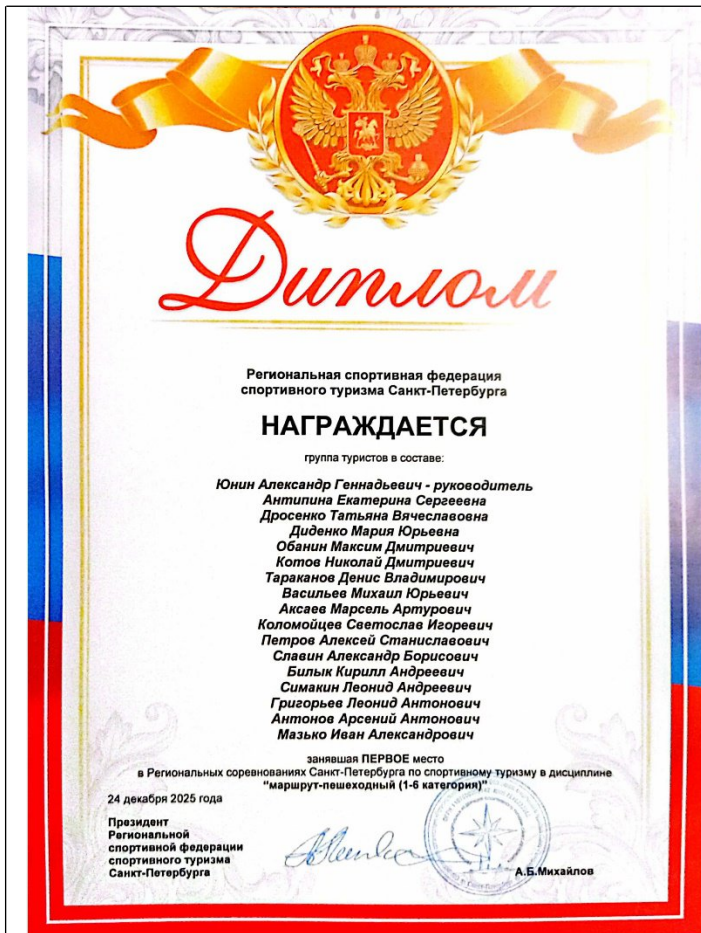 Диплом
Региональная спортивная федерация
спортивного туризма Санкт-Петербурга
НАГРАЖДАЕТСЯ
группа туристов в составе:
Юнин Александр Геннадьевич - руководитель
Антипина Екатерина Сергеевна
Дросенко Татьяна Вячеславовна
Диденко Мария Юрьевна
Обанин Максим Дмитриевич
Котов Николай Дмитриевич
Тараканов Денис Владимирович
Васильев Михаил Юрьевич
Аксаев Марсель Артурович
Коломойцев Светослав Игоревич
Петров Алексей Станиславович
Славин Александр Борисович
Билык Кирилл Андреевич
Симакин Леонид Андреевич
Григорьев Леонид Антонович
Антонов Арсений Антонович
Мазько Иван Александрович
занявшая ПЕРВОЕ место
в Региональных соревнованиях Санкт-Петербурга по спортивному туризму в дисциплине
"маршрут-пешеходный (1-6 категория)"
24 декабря 2025 года
Президент
Региональной
спортивной федерации
спортивного туризма
Санкт-Петербурга
А.Б.Михайлов